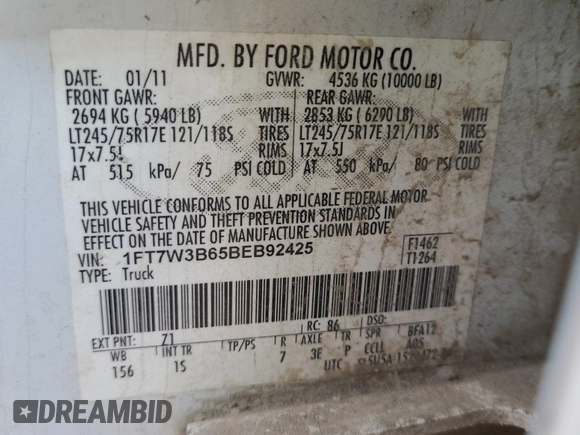 MFD. BY FORD MOTOR CO.
DATE: 01/11 GVWR: 4536 KG (10000 LB)
FRONT GAWR: REAR GAWR:
2694 KG ( 5940 LB) WITH 2853 KG ( 6290 LB) WITH
LT245/75R17E 121/118S TIRES LT245/75R17E 121/118S TIRES
17x7.5J RIMS 17x7.5J RIMS
AT 515 kPa/ 75 PSI COLD AT 550 kPa/ 80 PSI COLD
THIS VEHICLE CONFORMS TO ALL APPLICABLE FEDERAL MOTOR
VEHICLE SAFETY AND THEFT PREVENTION STANDARDS IN
EFFECT ON THE DATE OF MANUFACTURE SHOWN ABOVE.
VIN: 1FT7W3B65BEB92425 F1462
TYPE: Truck T1264
EXT PNT: Z1 RC: 86 DSO:
WB INT TR TP/PS R AXLE TR SPR BFA12
156 1S 7 3E P CCLL A05
UTC
DREAMBID